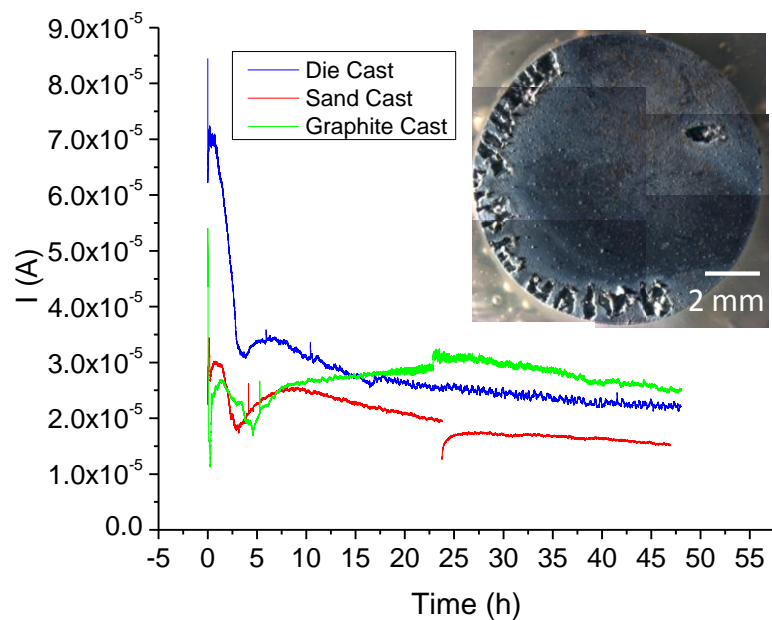 9.0x10-5
8.0x10-5
7.0x10-5
6.0x10-5
5.0x10-5
4.0x10-5
3.0x10-5
2.0x10-5
1.0x10-5
0.0
I (A)
Die Cast
Sand Cast
Graphite Cast
2 mm
-5 0 5 10 15 20 25 30 35 40 45 50 55
Time (h)